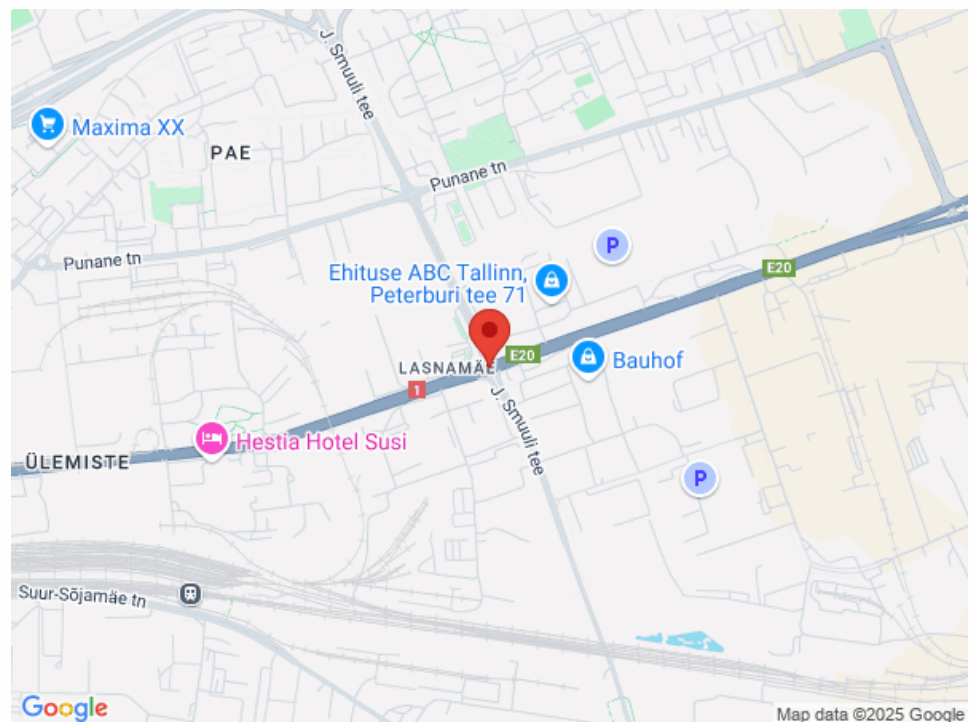 J. Smuuli tee
Maxima XX
PAE
Punane tn
Punane tn
P
E20
Ehituse ABC Tallinn,
Peterburi tee 71
E20
Bauhof
LASNAMÄE
1
J. Smuuli tee
Hestia Hotel Susi
ÜLEMISTE
P
Suur-Sõjamäe tn
Google
Map data ©2025 Google